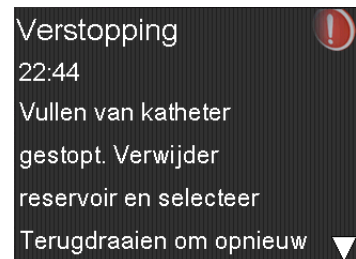 Verstopping
22:44
Vullen van katheter
gestopt. Verwijder
reservoir en selecteer
Terugdraaien om opnieuw